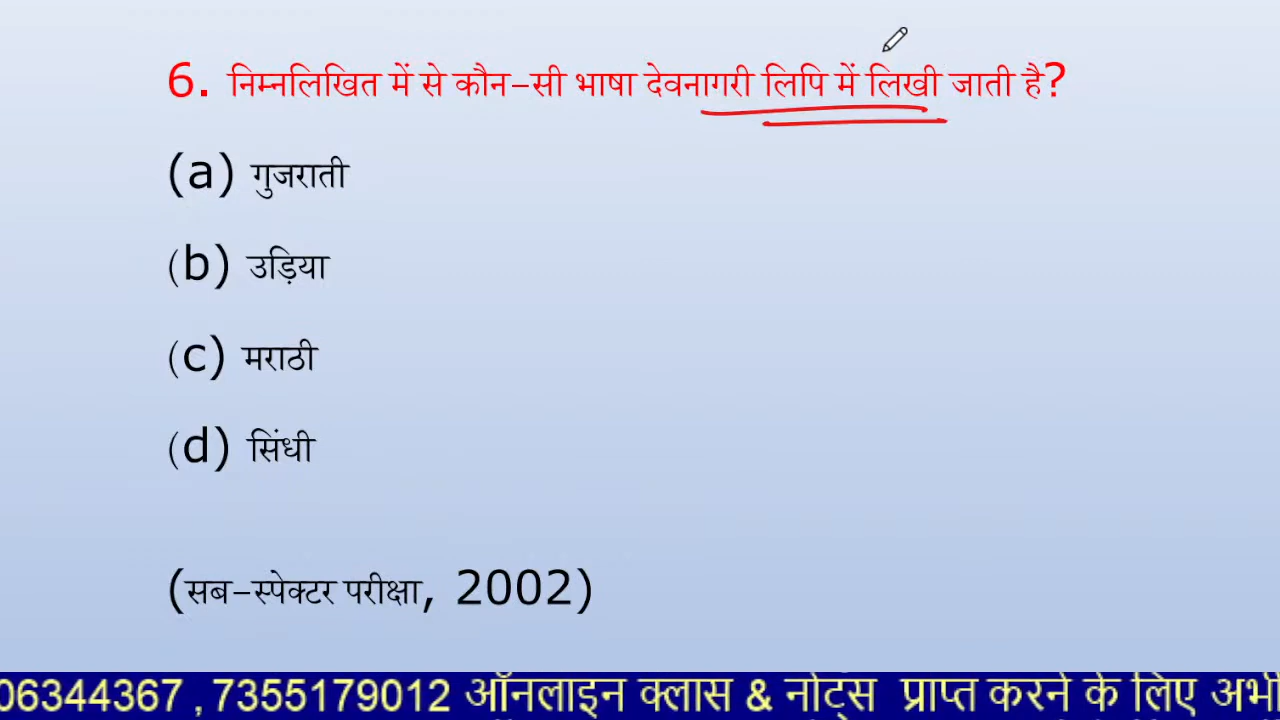 6. निम्नलिखित में से कौन-सी भाषा देवनागरी लिपि में लिखी जाती है?
(a) गुजराती
(b) उड़िया
(c) मराठी
(d) सिंधी
(सब-स्पेक्टर परीक्षा, 2002)
06344367 , 7355179012 ऑनलाइन क्लास & नोट्स प्राप्त करने के लिए अभी